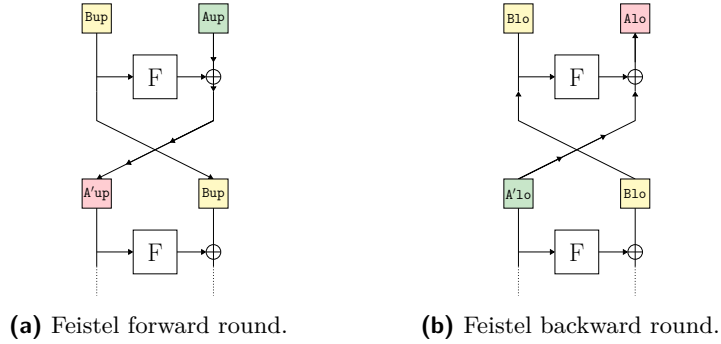 Bup Aup Blo Alo
F ⊕ F ⊕
A′up Bup A′lo Blo
F ⊕ F ⊕
(a) Feistel forward round. (b) Feistel backward round.